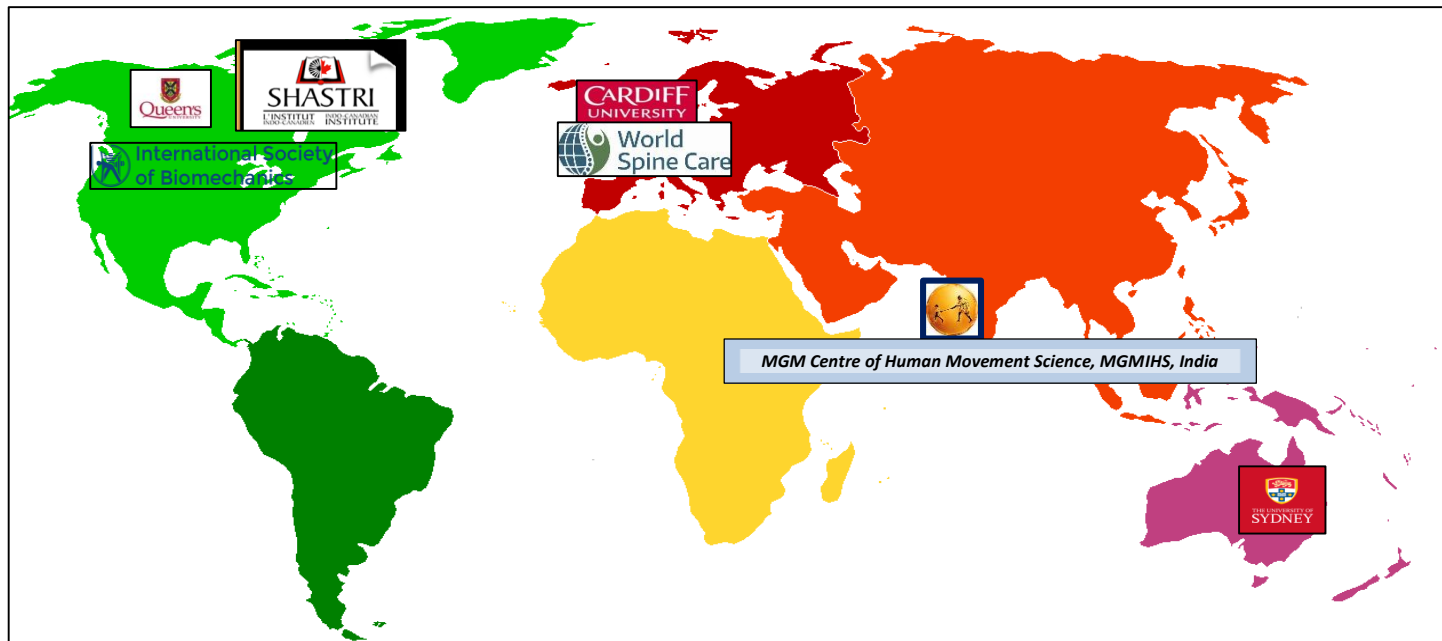 Queen's
UNIVERSITY
SHASTRI
L'INSTITUT INDO-CANADIEN
INDO-CANADIAN INSTITUTE
International Society
of Biomechanics
CARDIFF
UNIVERSITY
World
Spine Care
MGM Centre of Human Movement Science, MGMIHS, India
THE UNIVERSITY OF
SYDNEY